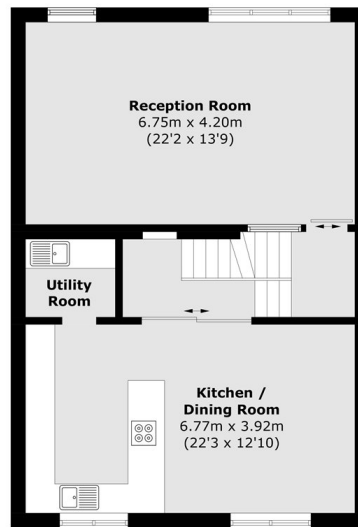 Reception Room
6.75m x 4.20m
(22'2 x 13'9)
Utility
Room
Kitchen /
Dining Room
6.77m x 3.92m
(22'3 x 12'10)